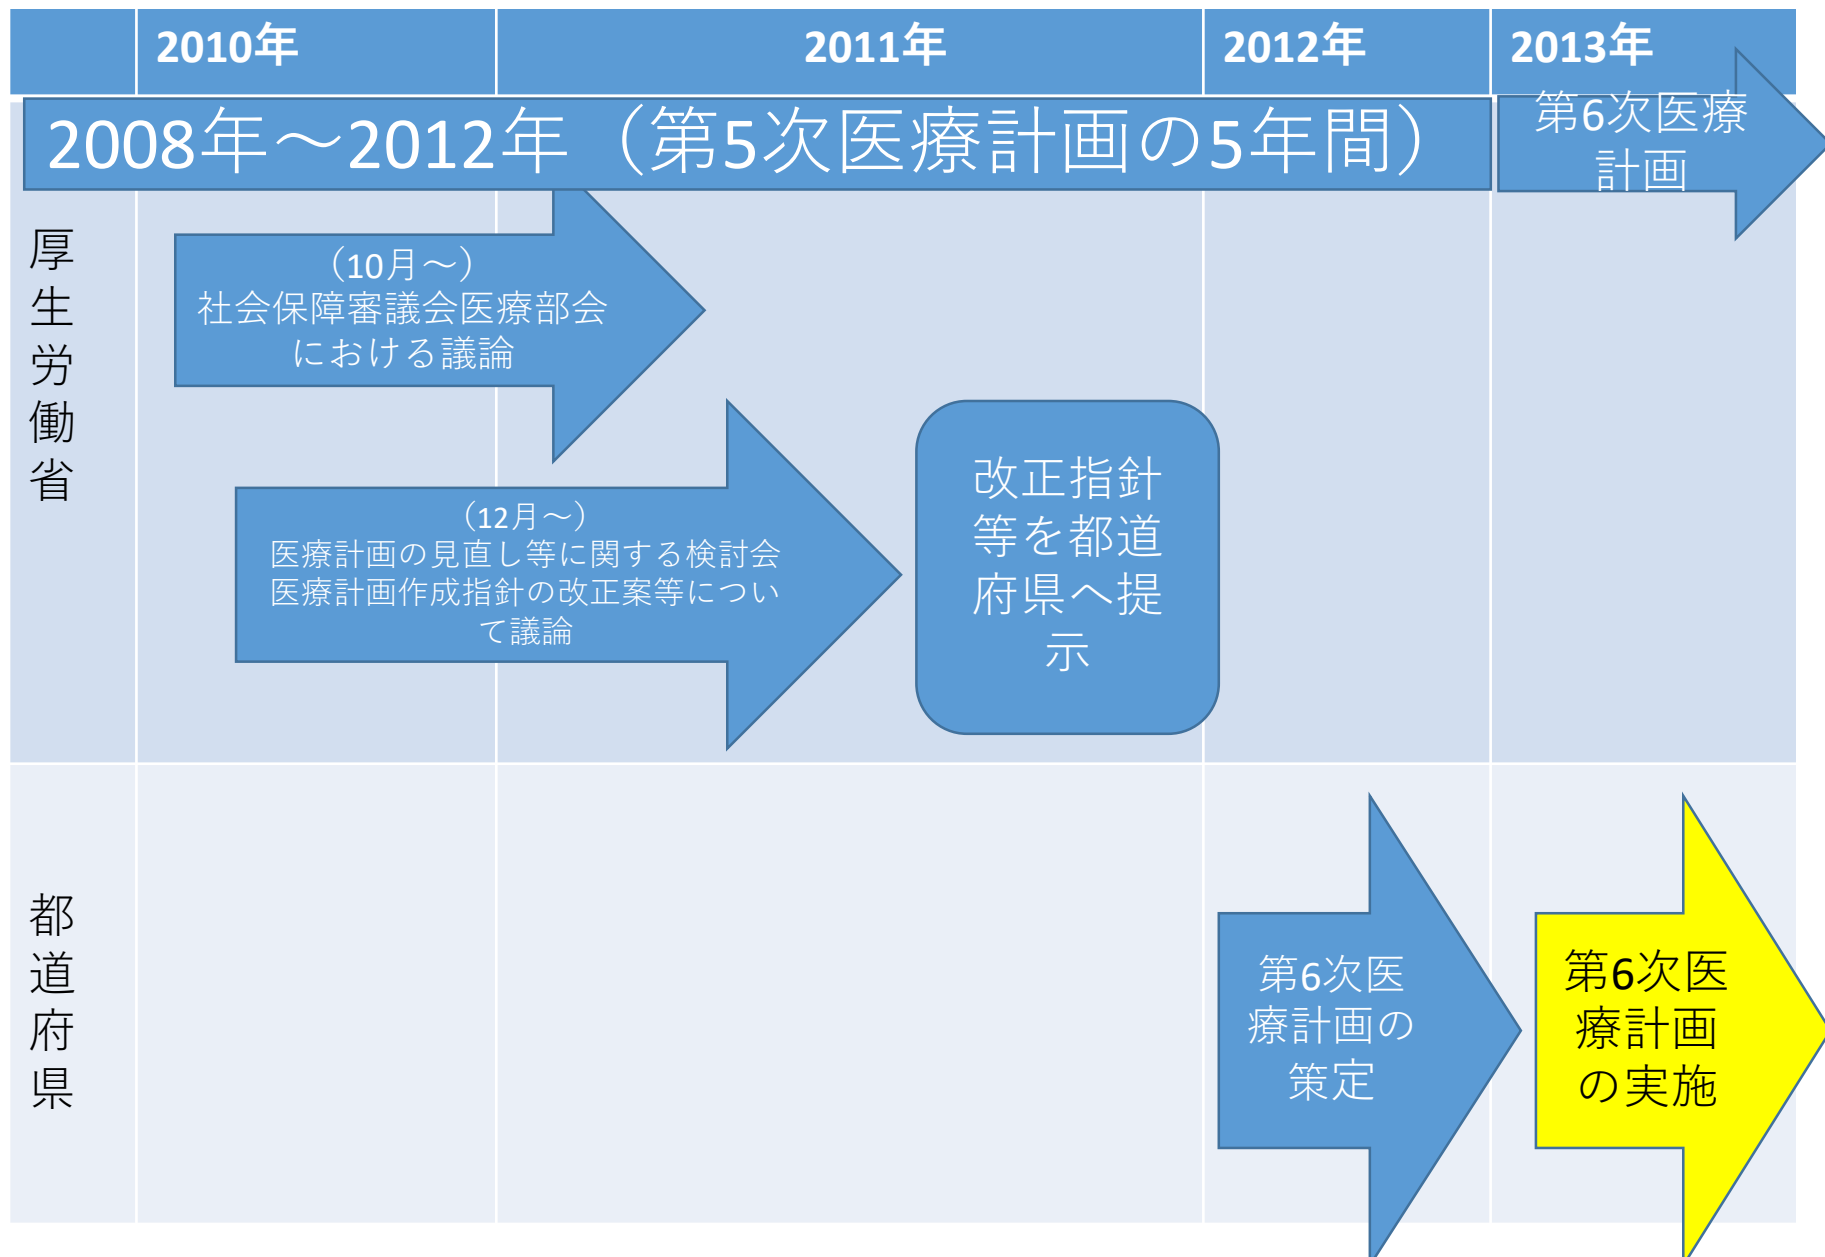 2010年
2011年
2012年
2013年
2008年～2012年（第5次医療計画の5年間）
第6次医療
計画
厚
生
労
働
省
（10月～）
社会保障審議会医療部会
における議論
（12月～）
医療計画の見直し等に関する検討会
医療計画作成指針の改正案等につい
て議論
改正指針
等を都道
府県へ提
示
都
道
府
県
第6次医
療計画の
策定
第6次医
療計画
の実施